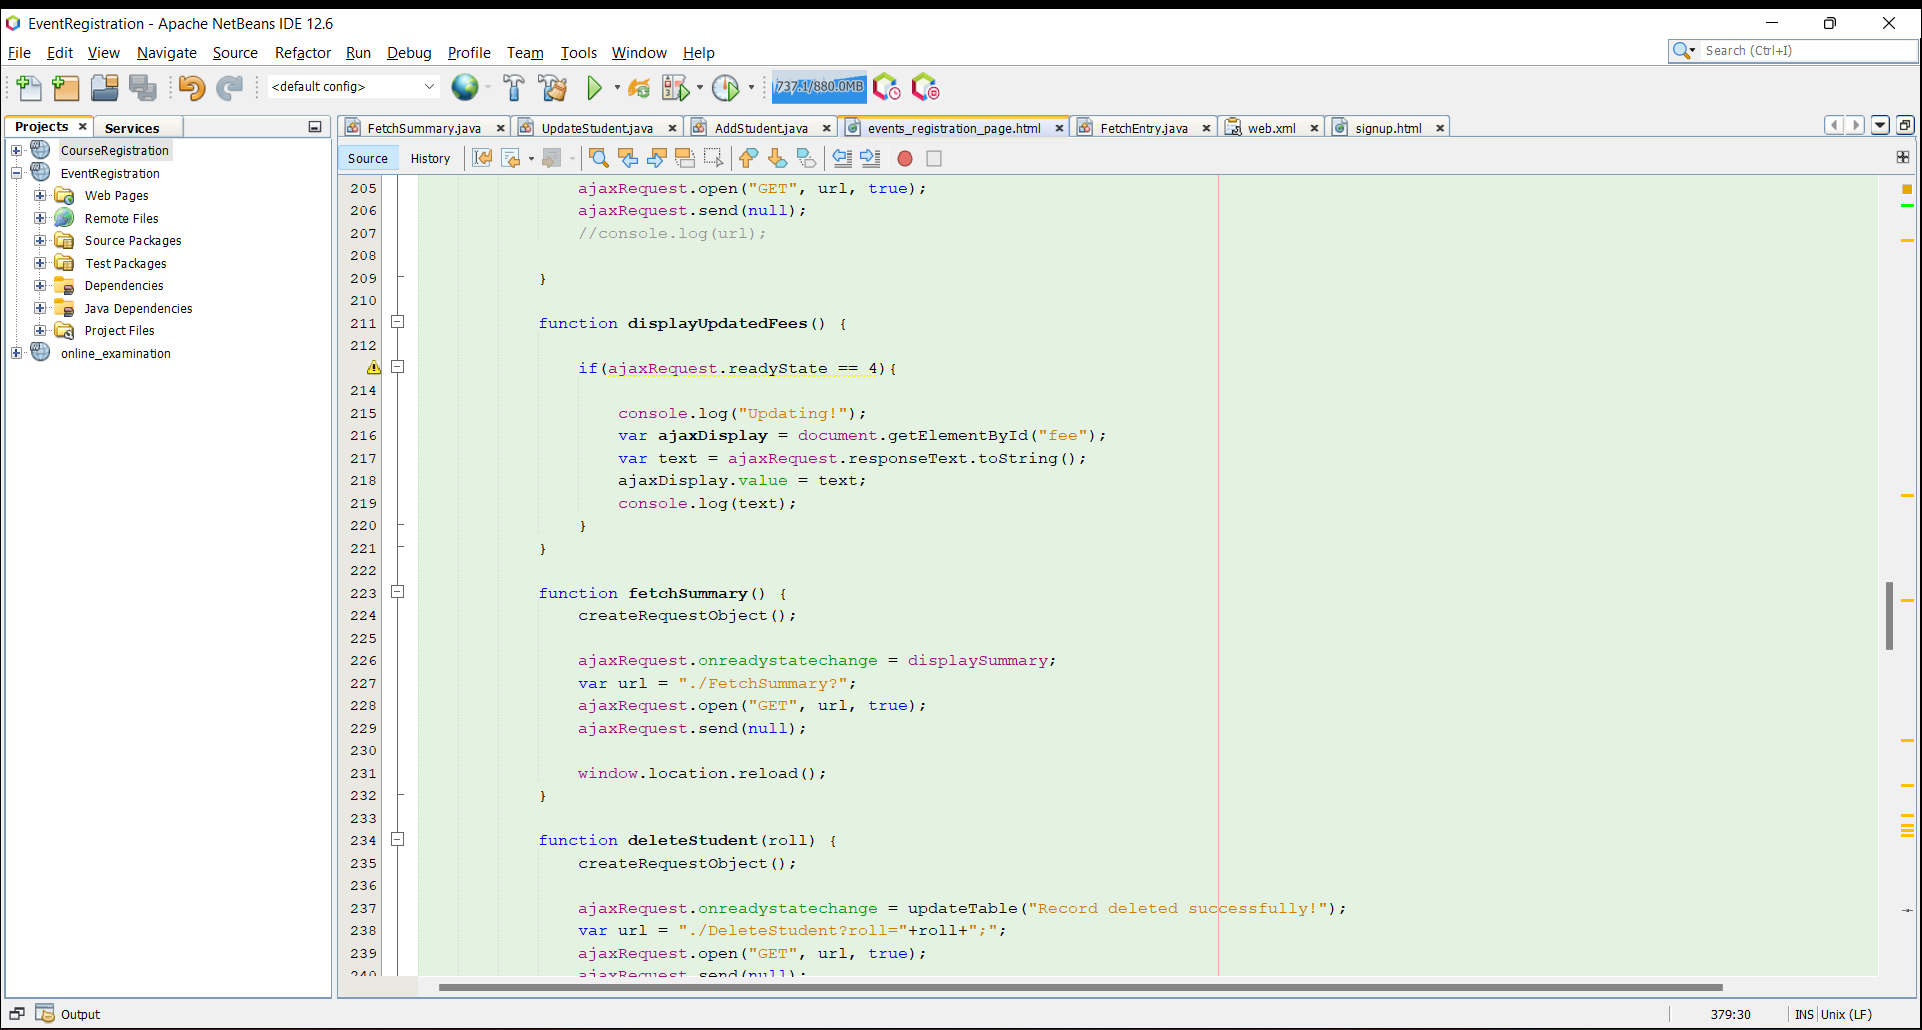 EventRegistration - Apache NetBeans IDE 12.6
File Edit View Navigate Source Refactor Run Debug Profile Team Tools Window Help
Search (Ctrl+I)
<default config>
737.1/880.0MB
Projects
Services
FetchSummary.java
UpdateStudent.java
AddStudent.java
events_registration_page.html
FetchEntry.java
web.xml
signup.html
CourseRegistration
EventRegistration
Web Pages
Remote Files
Source Packages
Test Packages
Dependencies
Java Dependencies
Project Files
online_examination
Source History
205 ajaxRequest.open("GET", url, true);
206 ajaxRequest.send(null);
207 //console.log(url);
208
209 }
210
211 function displayUpdatedFees() {
212
if(ajaxRequest.readyState == 4){
214
215 console.log("Updating!");
216 var ajaxDisplay = document.getElementById("fee");
217 var text = ajaxRequest.responseText.toString();
218 ajaxDisplay.value = text;
219 console.log(text);
220 }
221 }
222
223 function fetchSummary() {
224 createRequestObject();
225
226 ajaxRequest.onreadystatechange = displaySummary;
227 var url = "./FetchSummary?";
228 ajaxRequest.open("GET", url, true);
229 ajaxRequest.send(null);
230
231 window.location.reload();
232 }
233
234 function deleteStudent(roll) {
235 createRequestObject();
236
237 ajaxRequest.onreadystatechange = updateTable("Record deleted successfully!");
238 var url = "./DeleteStudent?roll="+roll+";";
239 ajaxRequest.open("GET", url, true);
240 ajaxRequest.send(null);
Output
379:30
INS
Unix (LF)